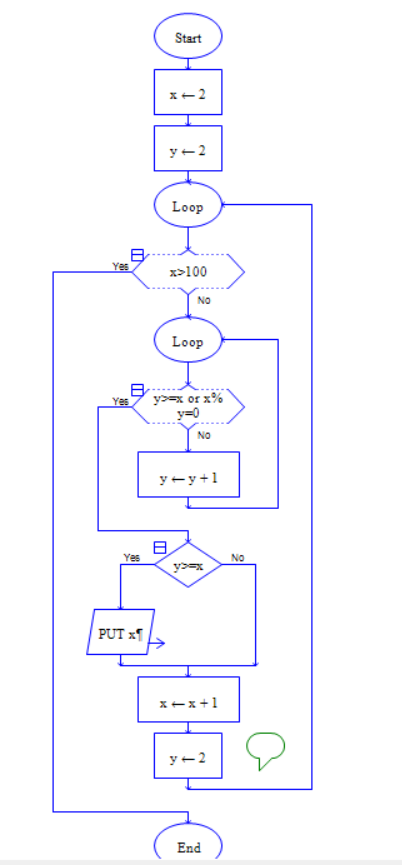 Start
x ← 2
y ← 2
Loop
Yes
x>100
No
Loop
Yes
y>=x or x%
y=0
No
y ← y + 1
Yes
y>=x
No
PUT x¶
x ← x + 1
y ← 2
End